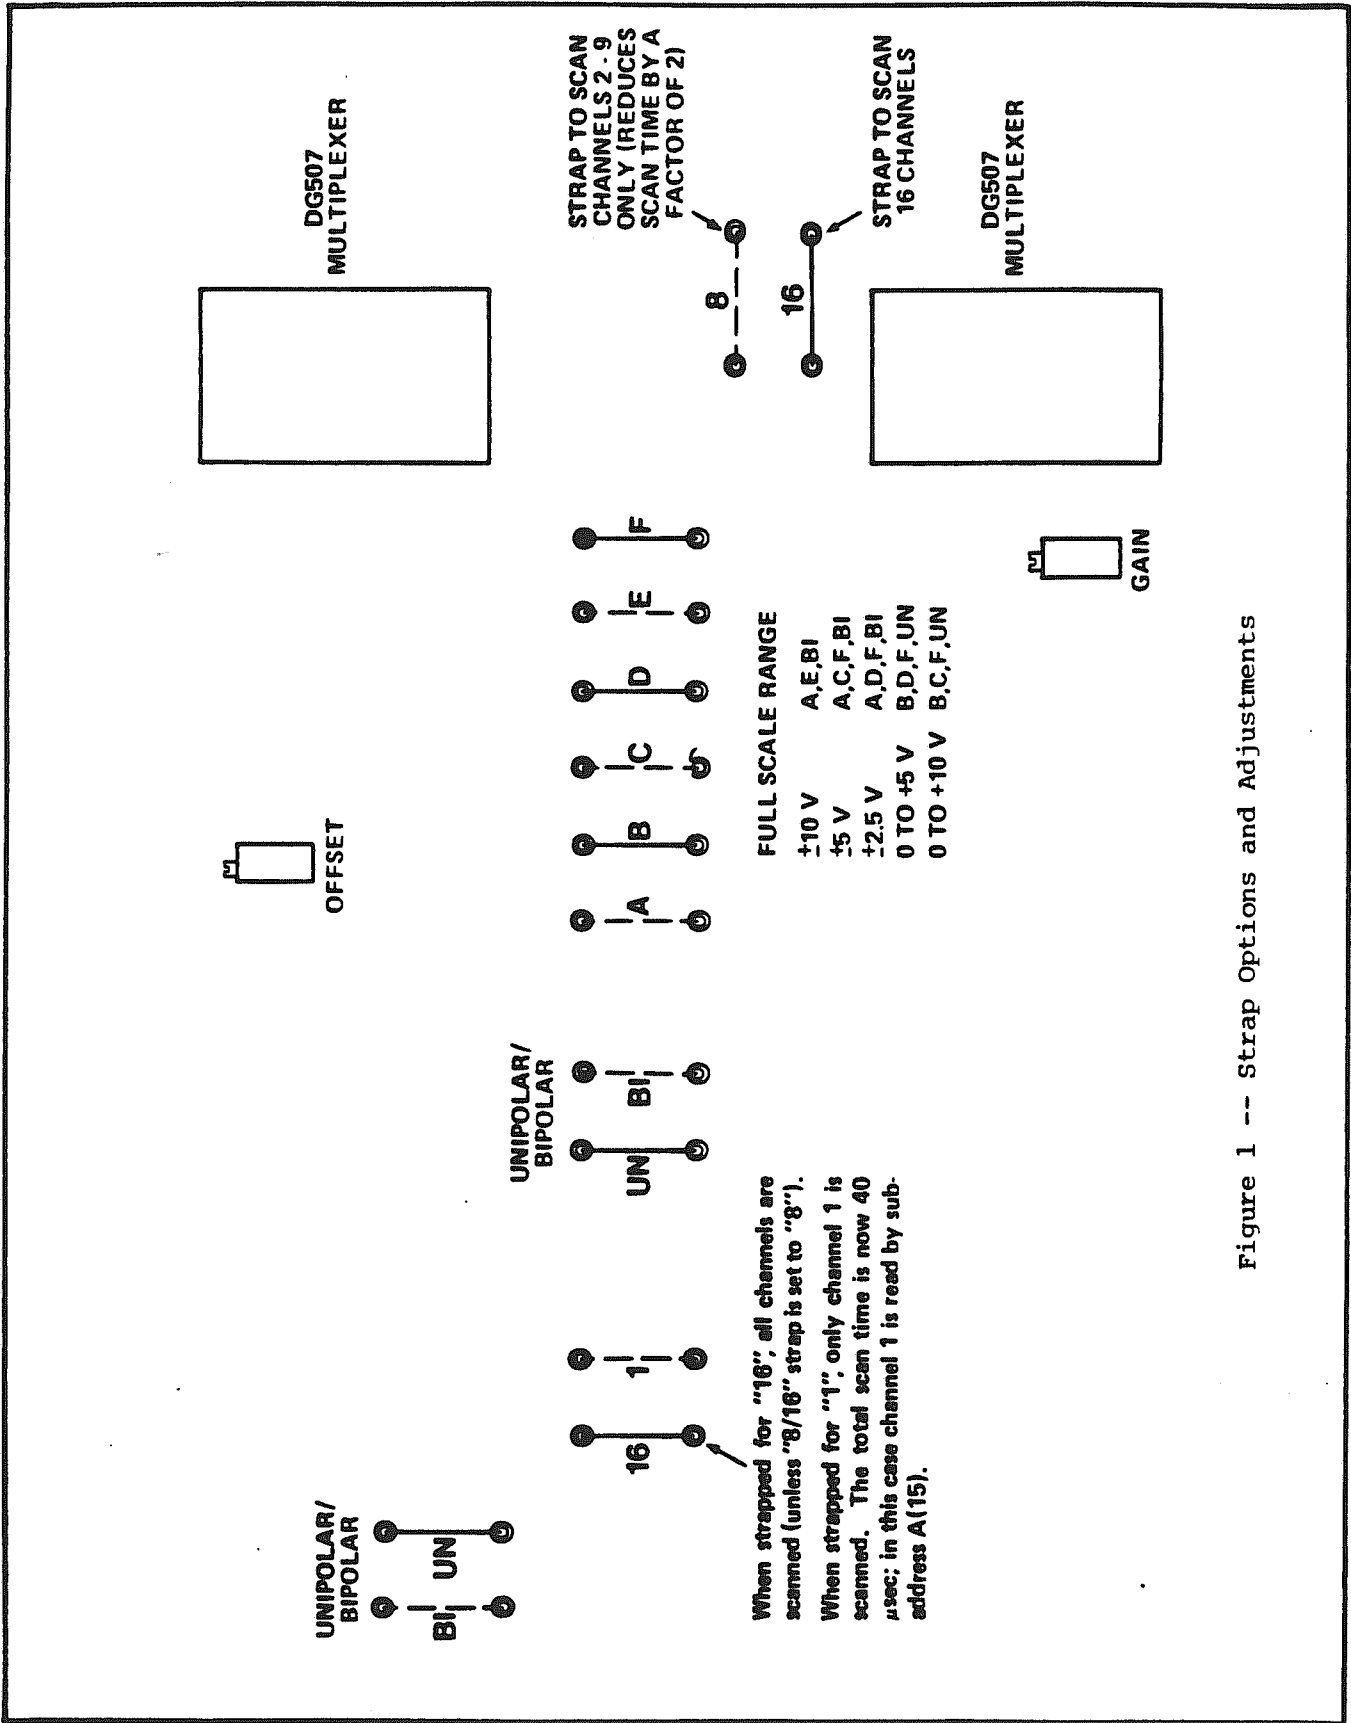 UNIPOLAR/
BIPOLAR
BI
UN
OFFSET
DG507
MULTIPLEXER
UNIPOLAR/
BIPOLAR
16
1
UN
BI
A
B
C
D
E
F
STRAP TO SCAN
CHANNELS 2 - 9
ONLY (REDUCES
SCAN TIME BY A
FACTOR OF 2)
8
16
STRAP TO SCAN
16 CHANNELS
When strapped for "16", all channels are
scanned (unless "8/16" strap is set to "8").
When strapped for "1", only channel 1 is
scanned. The total scan time is now 40
μsec; in this case channel 1 is read by sub-
address A(15).
FULL SCALE RANGE
±10 V A,E,BI
±5 V A,C,F,BI
±2.5 V A,D,F,BI
0 TO +5 V B,D,F,UN
0 TO +10 V B,C,F,UN
GAIN
DG507
MULTIPLEXER
Figure 1 -- Strap Options and Adjustments